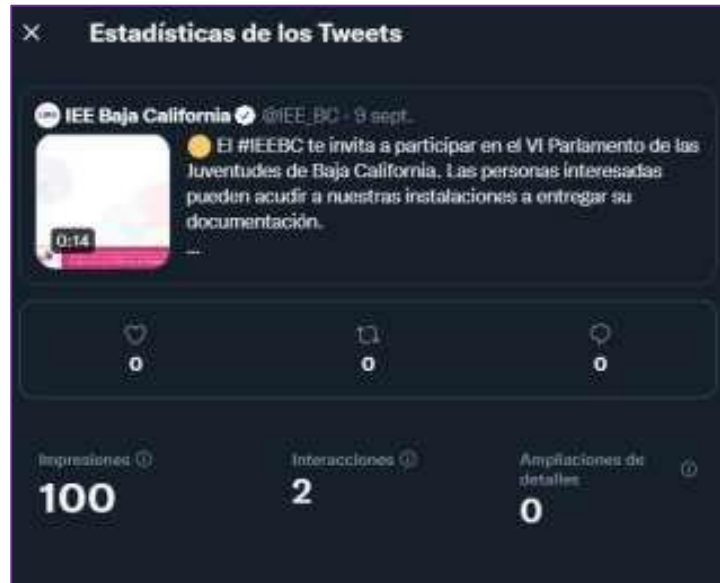 Estadísticas de los Tweets
IEE Baja California @IEE_BC · 9 sept.
El #IEEBC te invita a participar en el VI Parlamento de las
Juventudes de Baja California. Las personas interesadas
pueden acudir a nuestras instalaciones a entregar su
documentación.
...
0:14
0 0 0
Impresiones Interacciones Ampliaciones de
detalles
100 2 0